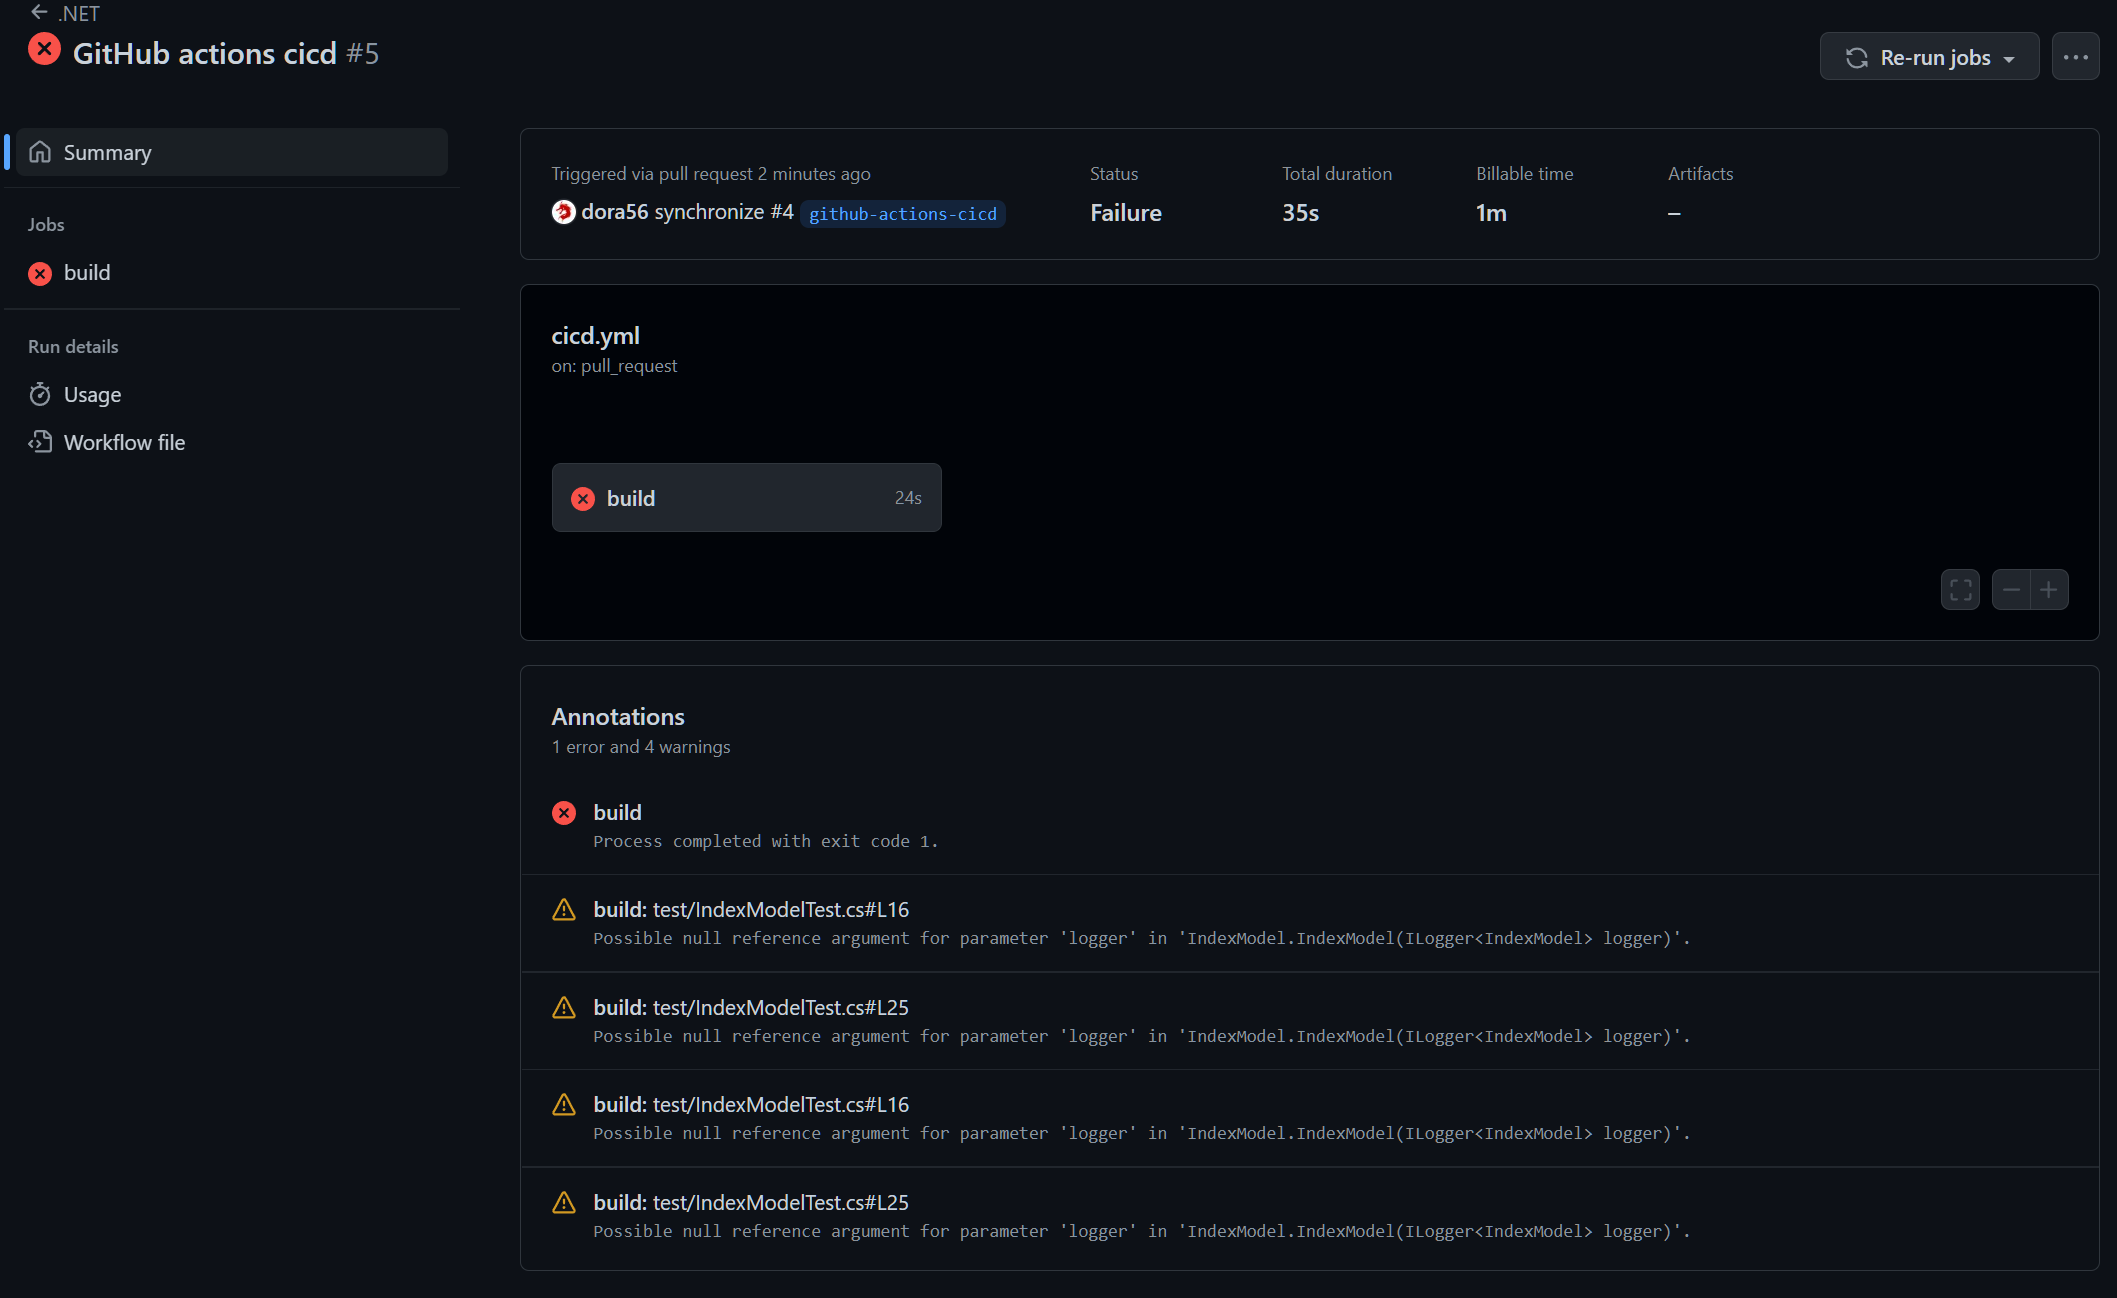 .NET
GitHub actions cicd #5
Re-run jobs
Summary
Jobs
build
Run details
Usage
Workflow file
Triggered via pull request 2 minutes ago
dora56 synchronize #4 github-actions-cicd
Status
Failure
Total duration
35s
Billable time
1m
Artifacts
–
cicd.yml
on: pull_request
build 24s
Annotations
1 error and 4 warnings
build
Process completed with exit code 1.
build: test/IndexModelTest.cs#L16
Possible null reference argument for parameter 'logger' in 'IndexModel.IndexModel(ILogger<IndexModel> logger)'.
build: test/IndexModelTest.cs#L25
Possible null reference argument for parameter 'logger' in 'IndexModel.IndexModel(ILogger<IndexModel> logger)'.
build: test/IndexModelTest.cs#L16
Possible null reference argument for parameter 'logger' in 'IndexModel.IndexModel(ILogger<IndexModel> logger)'.
build: test/IndexModelTest.cs#L25
Possible null reference argument for parameter 'logger' in 'IndexModel.IndexModel(ILogger<IndexModel> logger)'.